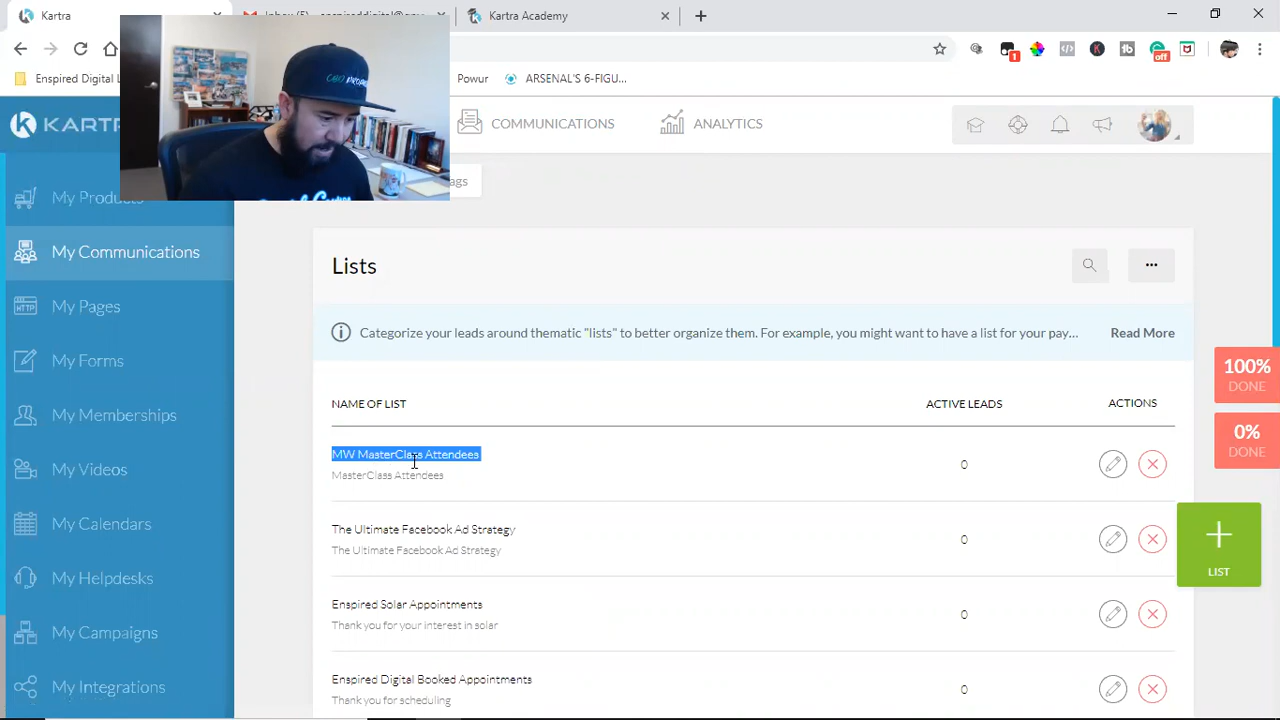 Kartra
Kartra Academy
Enspired Digital L
Powur
ARSENAL'S 6-FIGU...
1
off
KARTRA
COMMUNICATIONS
ANALYTICS
ags
My Products
My Communications
My Pages
My Forms
My Memberships
My Videos
My Calendars
My Helpdesks
My Campaigns
My Integrations
Lists
•••
Categorize your leads around thematic "lists" to better organize them. For example, you might want to have a list for your pay...
Read More
NAME OF LIST
ACTIVE LEADS
ACTIONS
MW MasterClass Attendees
MasterClass Attendees
0
The Ultimate Facebook Ad Strategy
The Ultimate Facebook Ad Strategy
0
Enspired Solar Appointments
Thank you for your interest in solar
0
Enspired Digital Booked Appointments
Thank you for scheduling
0
100%
DONE
0%
DONE
LIST